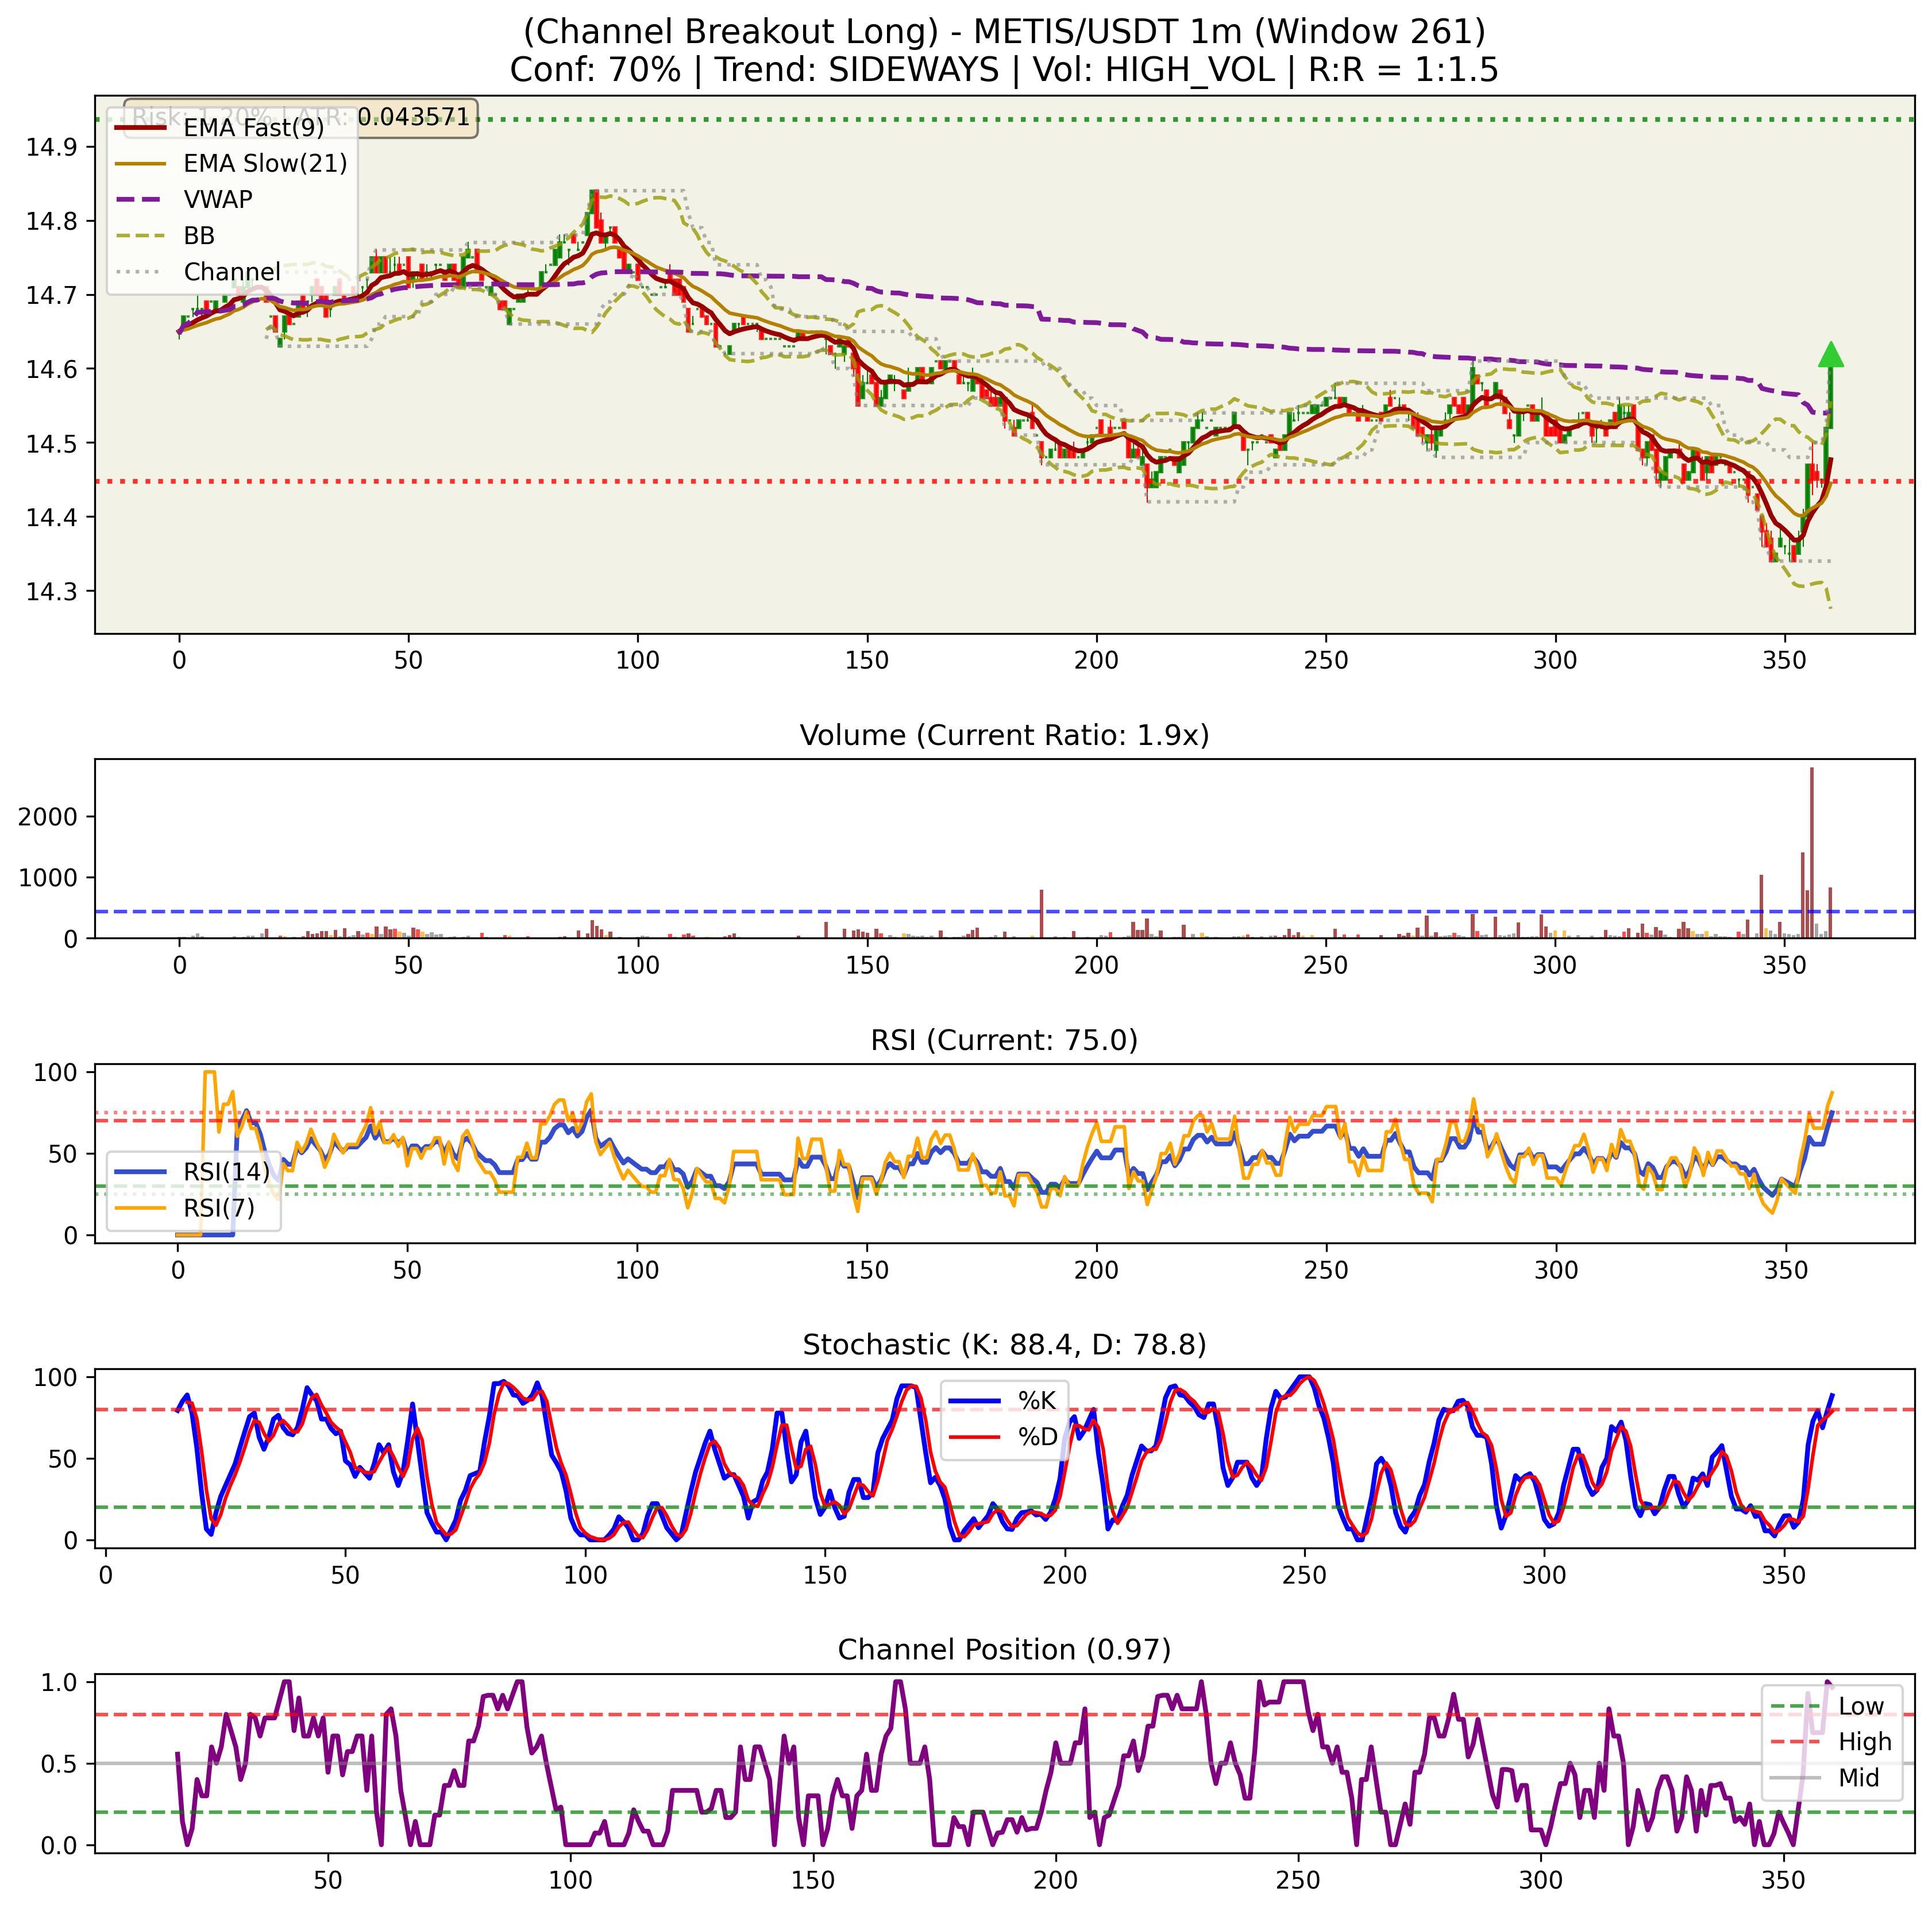 (Channel Breakout Long) - METIS/USDT 1m (Window 261)
Conf: 70% | Trend: SIDEWAYS | Vol: HIGH_VOL | R:R = 1:1.5
Risk: 1.20% | ATR: 0.043571
EMA Fast(9)
EMA Slow(21)
VWAP
BB
Channel
14.9
14.8
14.7
14.6
14.5
14.4
14.3
0 50 100 150 200 250 300 350
Volume (Current Ratio: 1.9x)
2000
1000
0
0 50 100 150 200 250 300 350
RSI (Current: 75.0)
100
50
0
RSI(14)
RSI(7)
0 50 100 150 200 250 300 350
Stochastic (K: 88.4, D: 78.8)
100
50
0
%K
%D
0 50 100 150 200 250 300 350
Channel Position (0.97)
1.0
0.5
0.0
Low
High
Mid
50 100 150 200 250 300 350